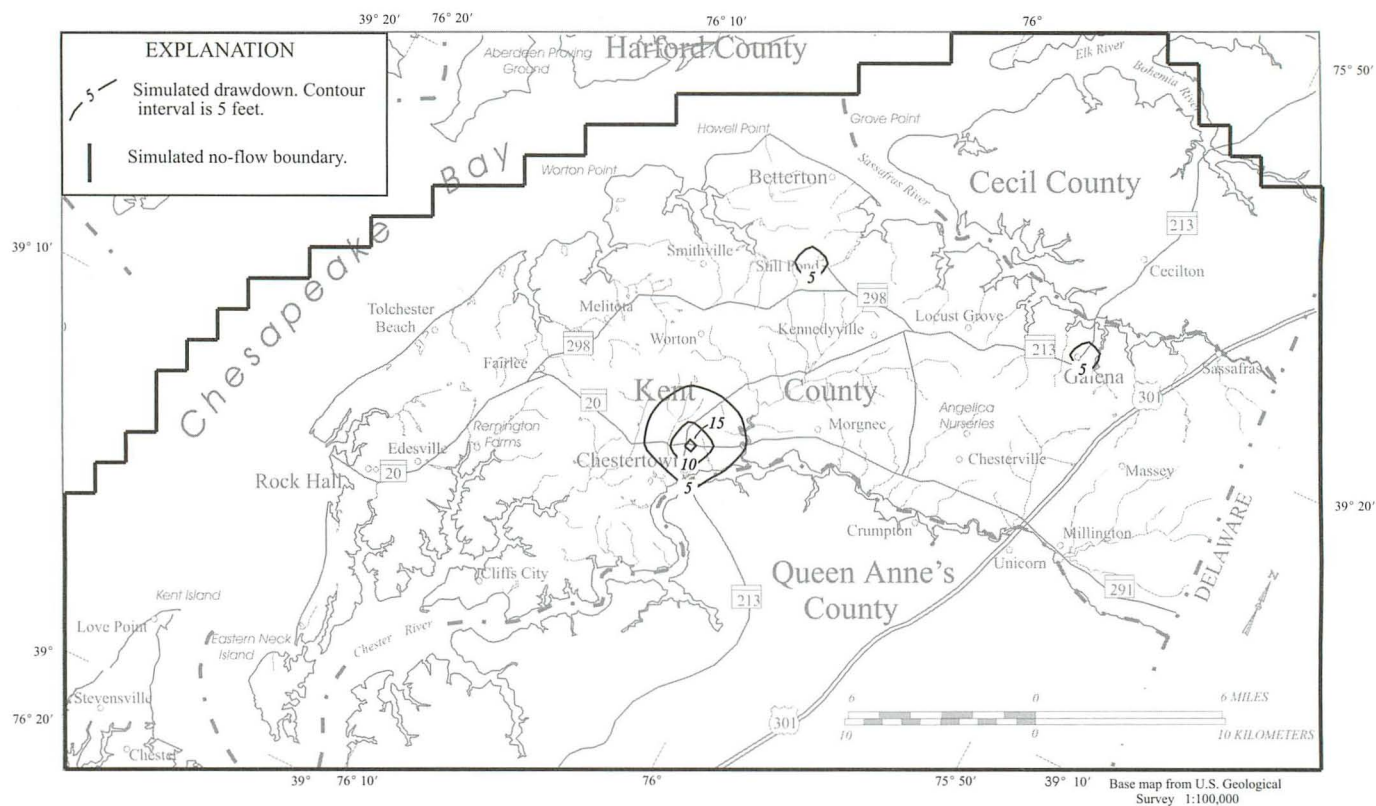 39° 20′ 76° 20′ 76° 10′ 76°
EXPLANATION
5 Simulated drawdown. Contour
interval is 5 feet.
Simulated no-flow boundary.
Aberdeen Proving
Ground
Harford County
Elk River
Bohemia River
75° 50′
Howell Point
Grove Point
Worton Point
Sassafras River
Betterton
Cecil County
Chesapeake Bay
213
39° 10′
Smithville
Still Pond
5
Cecilton
298
Tolchester
Beach
Melitota
Worton
Kennedyville
Locust Grove
298
Fairlee
213
5
Galena
Sassafras
301
Kent County
20
15
10
5
Remington
Farms
Morgnec
Angelica
Nurseries
Edesville
Chestertown
Chesterville
Massey
Rock Hall
20
39° 20′
Crumpton
Millington
Unicorn
DELAWARE
N
Cliffs City
Queen Anne's
County
213
291
Kent Island
Love Point
Eastern Neck
Island
Chester River
39°
Stevensville
76° 20′
Chester
301
6 0 6 MILES
10 0 10 KILOMETERS
39° 10′ 76° 10′ 76° 75° 50′ 39° 10′
Base map from U.S. Geological
Survey 1:100,000